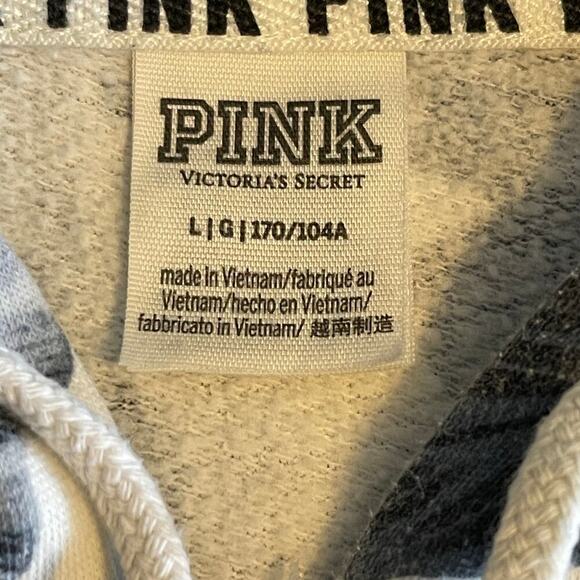 PINK PINK
PINK
VICTORIA'S SECRET
L | G | 170/104A
made in Vietnam/fabriqué au
Vietnam/hecho en Vietnam/
fabbricato in Vietnam/ 越南制造